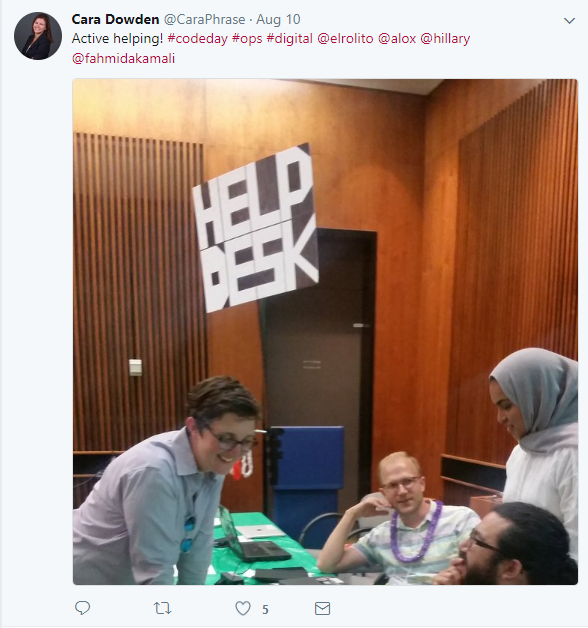 Cara Dowden @CaraPhrase · Aug 10
Active helping! #codeday #ops #digital @elrolito @alox @hillary
@fahmidakamali
HELP
DESK
5